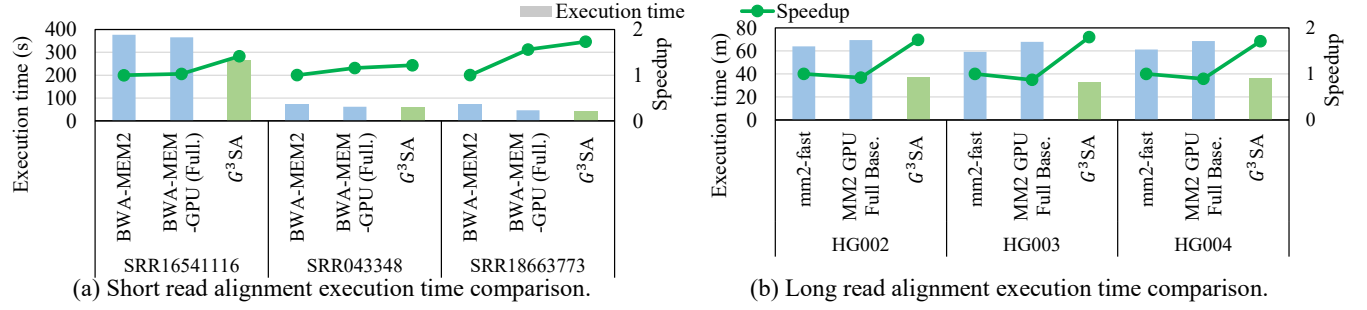 Execution time
Speedup
Execution time (s)
400
300
200
100
0
2
1
0
Speedup
BWA-MEM2
BWA-MEM
-GPU (Full.)
G³SA
BWA-MEM2
BWA-MEM
-GPU (Full.)
G³SA
BWA-MEM2
BWA-MEM
-GPU (Full.)
G³SA
SRR16541116
SRR043348
SRR18663773
(a) Short read alignment execution time comparison.
Execution time (m)
80
60
40
20
0
2
1
0
Speedup
mm2-fast
MM2 GPU
Full Base.
G³SA
mm2-fast
MM2 GPU
Full Base.
G³SA
mm2-fast
MM2 GPU
Full Base.
G³SA
HG002
HG003
HG004
(b) Long read alignment execution time comparison.